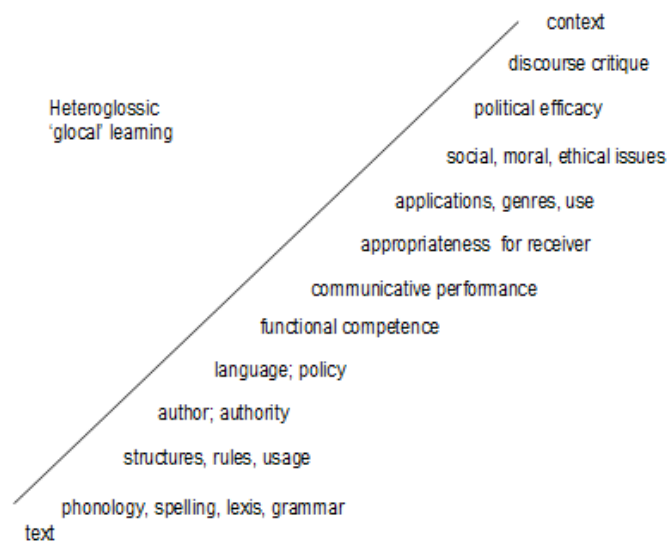 context
discourse critique
Heteroglossic
'glocal' learning
political efficacy
social, moral, ethical issues
applications, genres, use
appropriateness for receiver
communicative performance
functional competence
language; policy
author; authority
structures, rules, usage
phonology, spelling, lexis, grammar
text